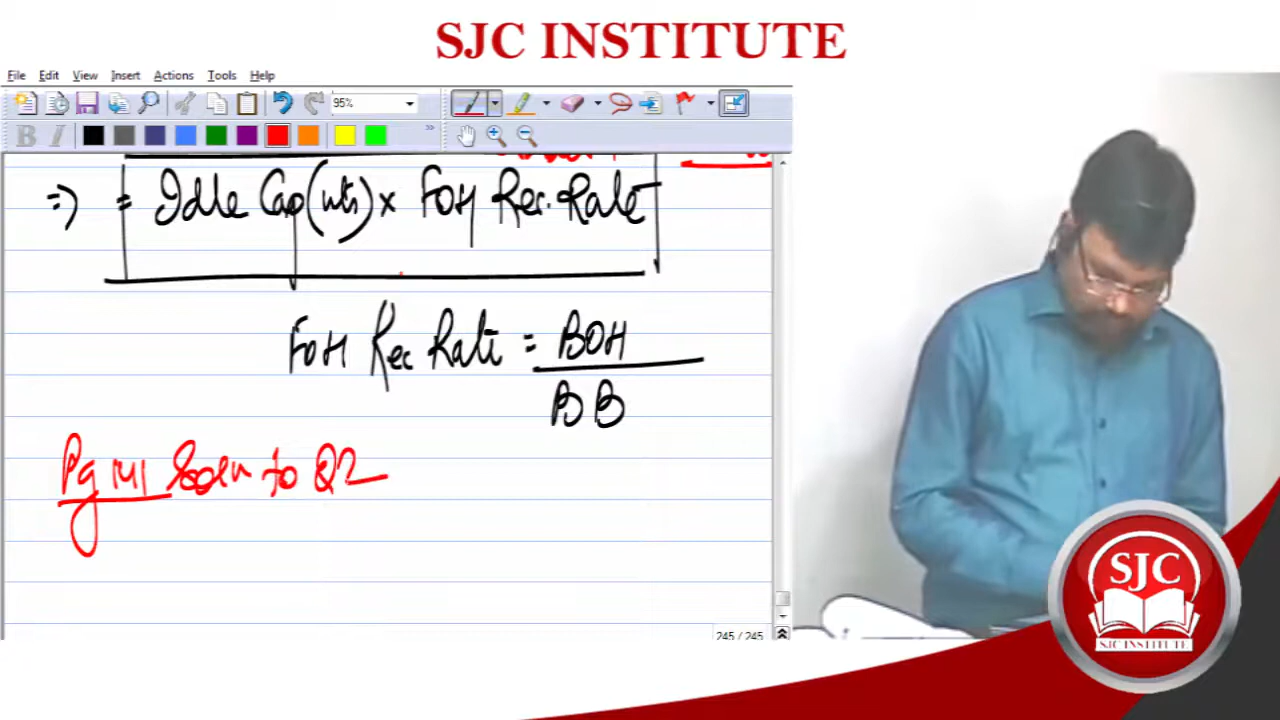 SJC INSTITUTE
File Edit View Insert Actions Tools Help
95%
B I
=> = Idle Cap(hrs) x FOH Rec. Rate
FOH Rec Rate = BOH
BB
Pg 141 Soln to Q2
245 / 245
SJC
SJC INSTITUTE